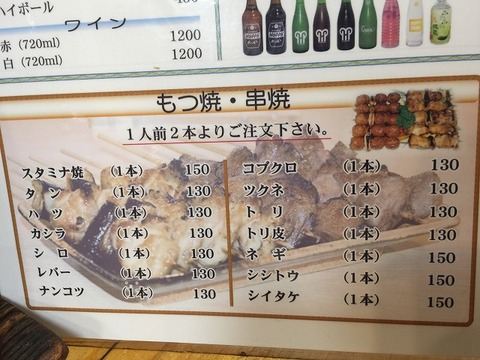 ハイボール 400
ワイン
赤(720ml) 1200
白(720ml) 1200
もつ焼・串焼
1人前2本よりご注文下さい。
スタミナ焼 (1本) 150
タン (1本) 130
ハツ (1本) 130
カシラ (1本) 130
シロ (1本) 130
レバー (1本) 130
ナンコツ (1本) 130
コブクロ (1本) 130
ツクネ (1本) 130
トリ (1本) 130
トリ皮 (1本) 130
ネギ (1本) 150
シシトウ (1本) 150
シイタケ (1本) 150